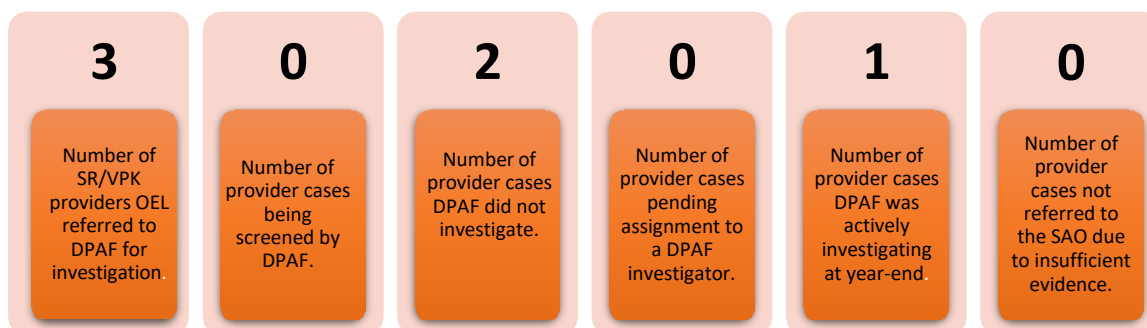 3
Number of
SR/VPK
providers OEL
referred to
DPAF for
investigation.
0
Number of
provider cases
being
screened by
DPAF.
2
Number of
provider cases
DPAF did not
investigate.
0
Number of
provider cases
pending
assignment to
a DPAF
investigator.
1
Number of
provider cases
DPAF was
actively
investigating
at year-end.
0
Number of
provider
cases not
referred to
the SAO due
to insufficient
evidence.